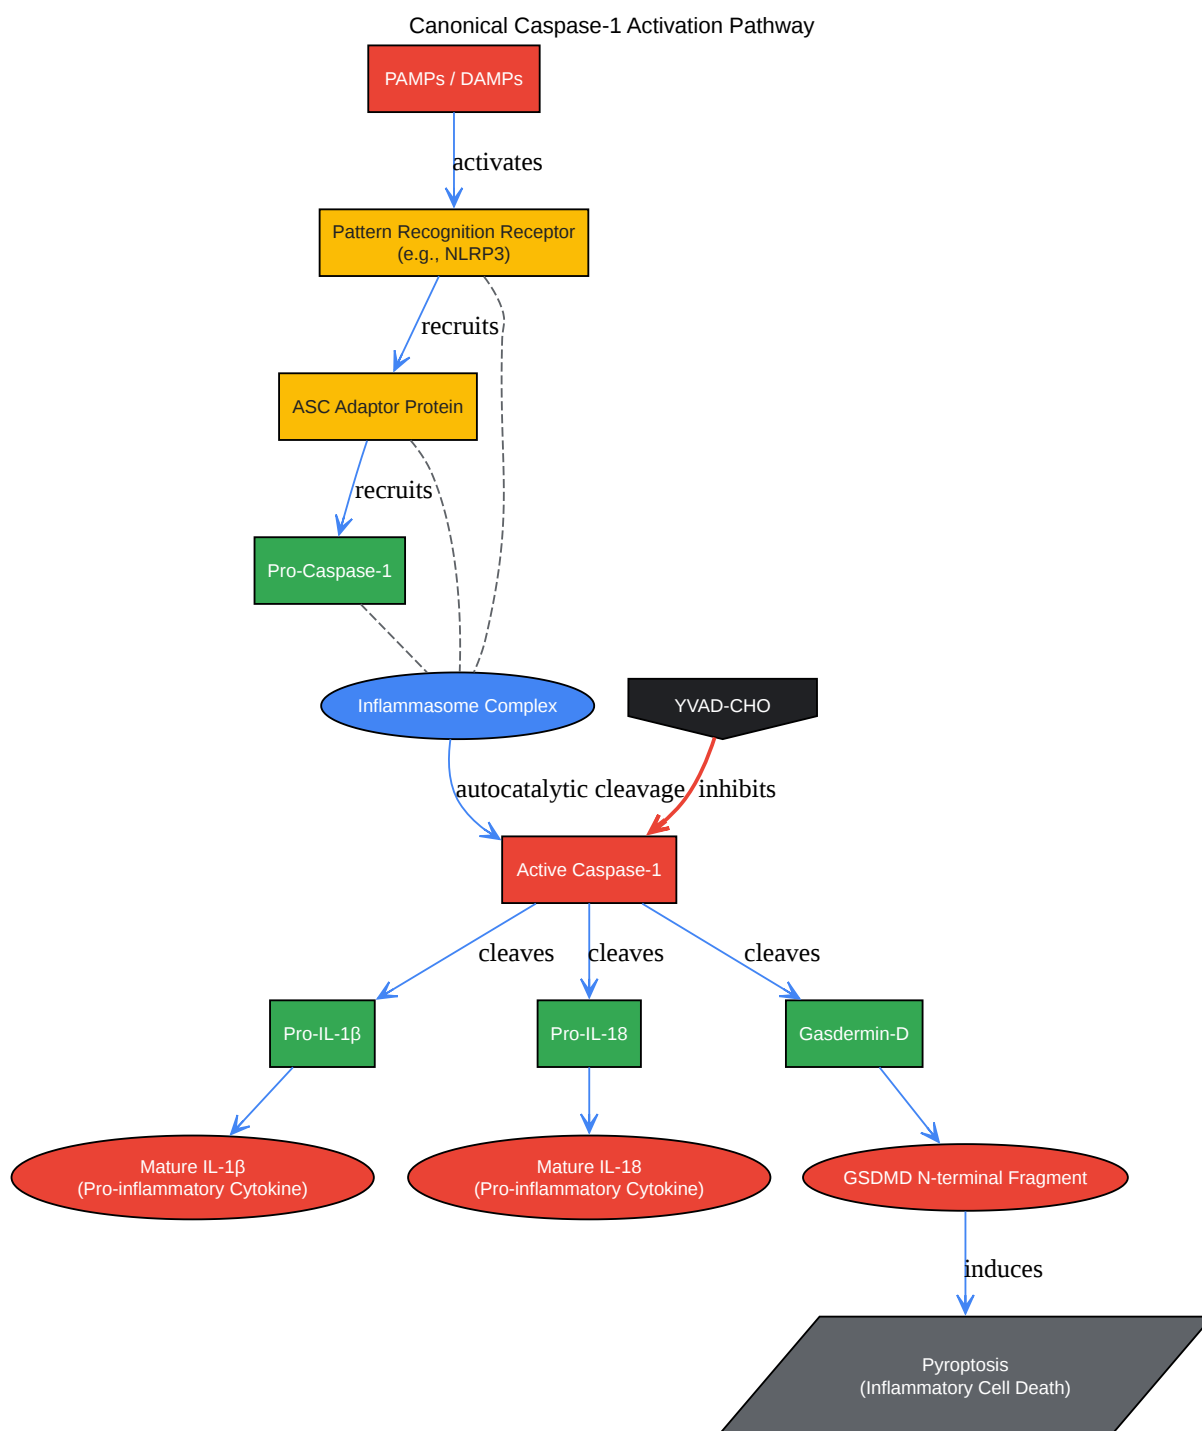 Canonical Caspase-1 Activation Pathway
PAMPs / DAMPs
activates
Pattern Recognition Receptor
(e.g., NLRP3)
recruits
ASC Adaptor Protein
recruits
Pro-Caspase-1
Inflammasome Complex
YVAD-CHO
autocatalytic cleavage
inhibits
Active Caspase-1
cleaves
cleaves
cleaves
Pro-IL-1β
Pro-IL-18
Gasdermin-D
Mature IL-1β
(Pro-inflammatory Cytokine)
Mature IL-18
(Pro-inflammatory Cytokine)
GSDMD N-terminal Fragment
induces
Pyroptosis
(Inflammatory Cell Death)